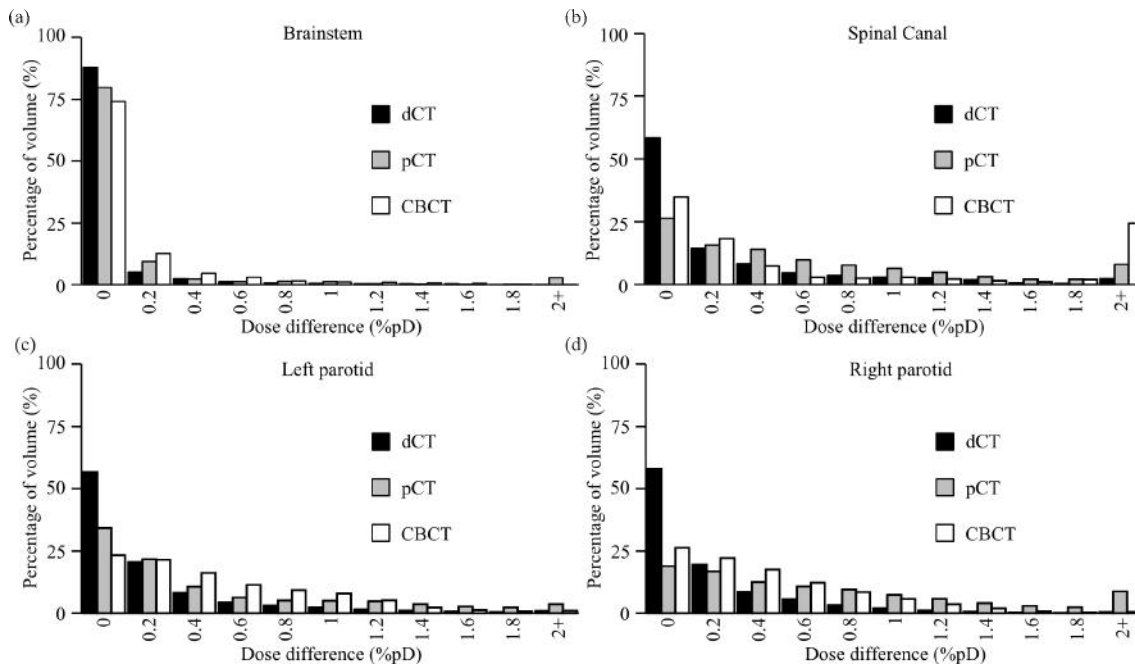 (a)
Brainstem
Percentage of volume (%)
100
75
50
25
0
dCT
pCT
CBCT
0 0.2 0.4 0.6 0.8 1 1.2 1.4 1.6 1.8 2+
Dose difference (%pD)
(b)
Spinal Canal
Percentage of volume (%)
100
75
50
25
0
dCT
pCT
CBCT
0 0.2 0.4 0.6 0.8 1 1.2 1.4 1.6 1.8 2+
Dose difference (%pD)
(c)
Left parotid
Percentage of volume (%)
100
75
50
25
0
dCT
pCT
CBCT
0 0.2 0.4 0.6 0.8 1 1.2 1.4 1.6 1.8 2+
Dose difference (%pD)
(d)
Right parotid
Percentage of volume (%)
100
75
50
25
0
dCT
pCT
CBCT
0 0.2 0.4 0.6 0.8 1 1.2 1.4 1.6 1.8 2+
Dose difference (%pD)